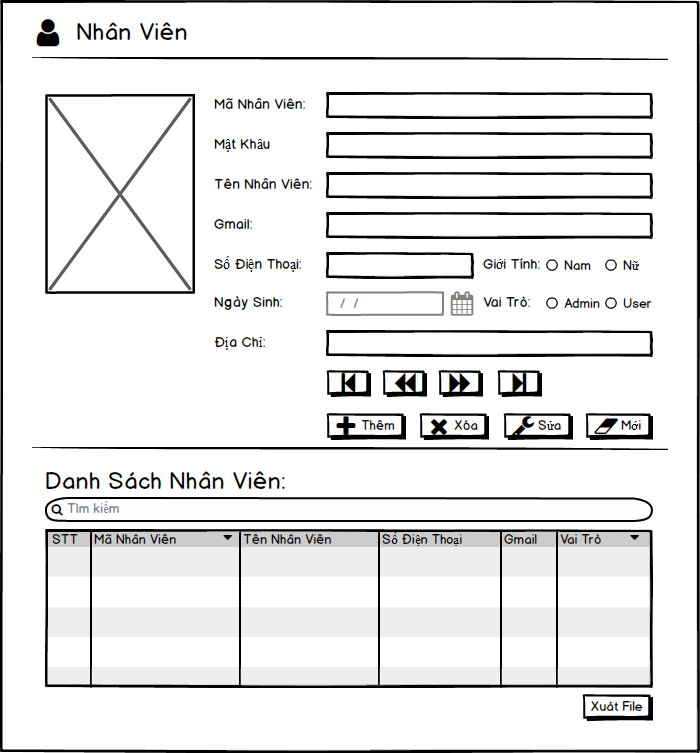 Nhân Viên
Mã Nhân Viên:
Mật Khẩu
Tên Nhân Viên:
Gmail:
Số Điện Thoại: Giới Tính: Nam Nữ
Ngày Sinh: / / Vai Trò: Admin User
Địa Chỉ:
Thêm Xóa Sửa Mới
Danh Sách Nhân Viên:
Tìm kiếm
STT Mã Nhân Viên Tên Nhân Viên Số Điện Thoại Gmail Vai Trò
Xuất File